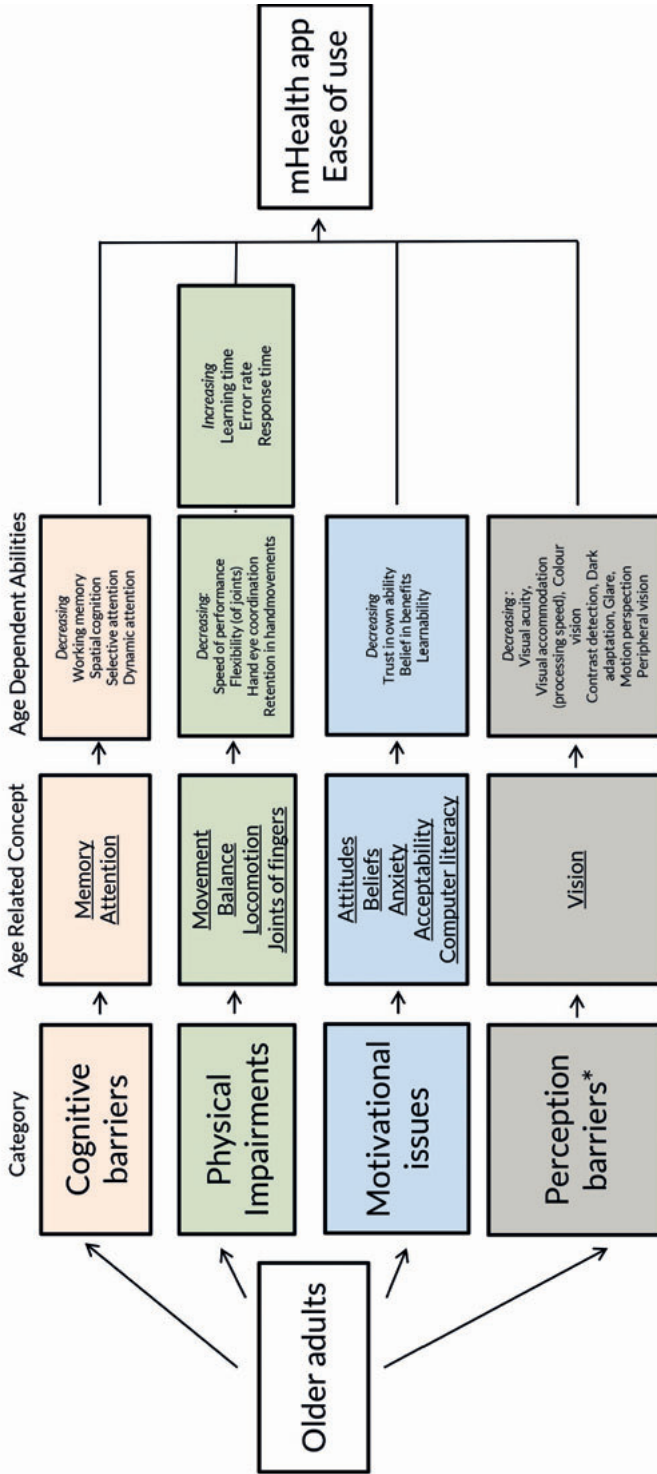 Category
Age Related Concept
Age Dependent Abilities
Older adults
Cognitive
barriers
Memory
Attention
Decreasing
Working memory
Spatial cognition
Selective attention
Dynamic attention
Physical
Impairments
Movement
Balance
Locomotion
Joints of fingers
Decreasing:
Speed of performance
Flexibility (of joints)
Hand eye coordination
Retention in handmovements
Increasing
Learning time
Error rate
Response time
Motivational
issues
Attitudes
Beliefs
Anxiety
Acceptability
Computer literacy
Decreasing
Trust in own ability
Belief in benefits
Learnability
Perception
barriers*
Vision
Decreasing :
Visual acuity,
Visual accommodation
(processing speed), Colour
vision
Contrast detection, Dark
adaptation, Glare,
Motion perspection
Peripheral vision
mHealth app
Ease of use